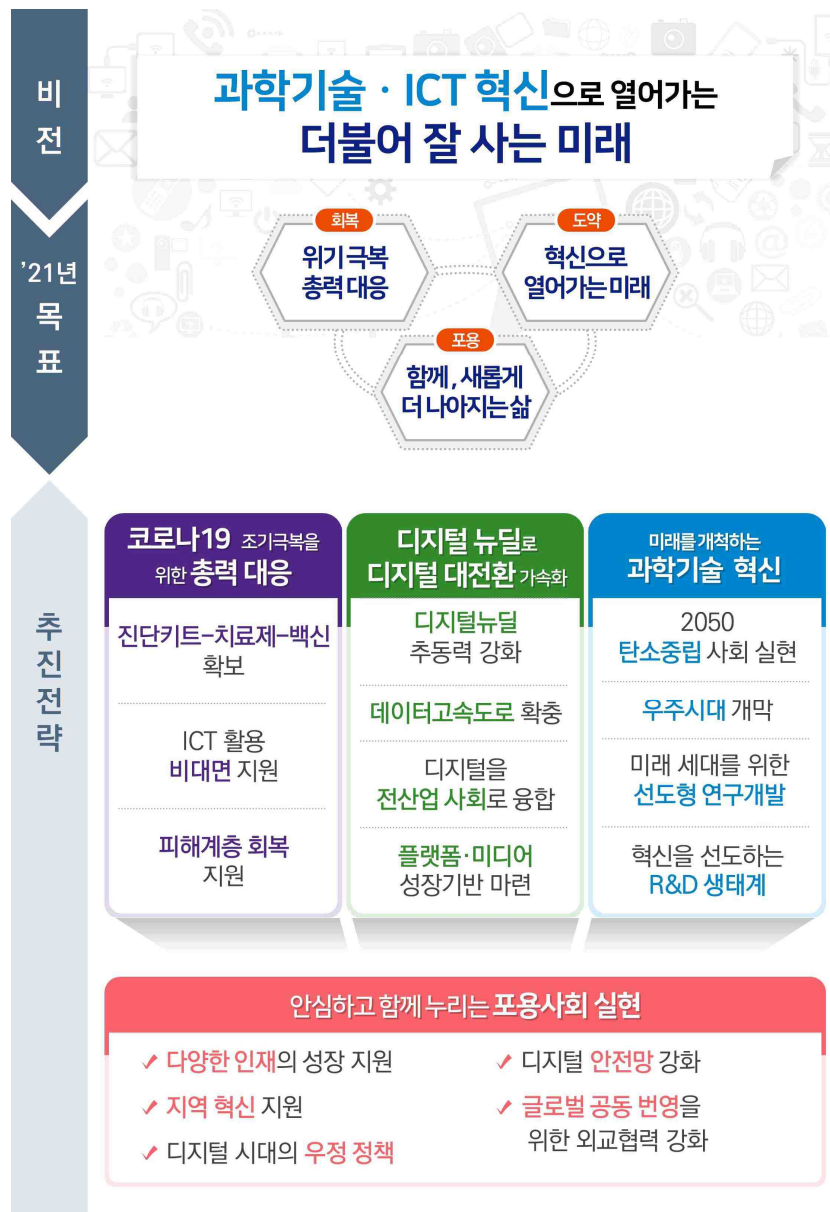 비전
과학기술 · ICT 혁신으로 열어가는
더불어 잘 사는 미래
'21년
목표
회복
위기 극복
총력 대응
도약
혁신으로
열어가는 미래
포용
함께, 새롭게
더 나아지는 삶
추진전략
코로나19 조기극복을
위한 총력 대응
진단키트-치료제-백신
확보
ICT 활용
비대면 지원
피해계층 회복
지원
디지털 뉴딜로
디지털 대전환 가속화
디지털뉴딜
추동력 강화
데이터고속도로 확충
디지털을
전산업 사회로 융합
플랫폼·미디어
성장기반 마련
미래를 개척하는
과학기술 혁신
2050
탄소중립 사회 실현
우주시대 개막
미래 세대를 위한
선도형 연구개발
혁신을 선도하는
R&D 생태계
안심하고 함께 누리는 포용사회 실현
✓ 다양한 인재의 성장 지원
✓ 지역 혁신 지원
✓ 디지털 시대의 우정 정책
✓ 디지털 안전망 강화
✓ 글로벌 공동 번영을
위한 외교협력 강화